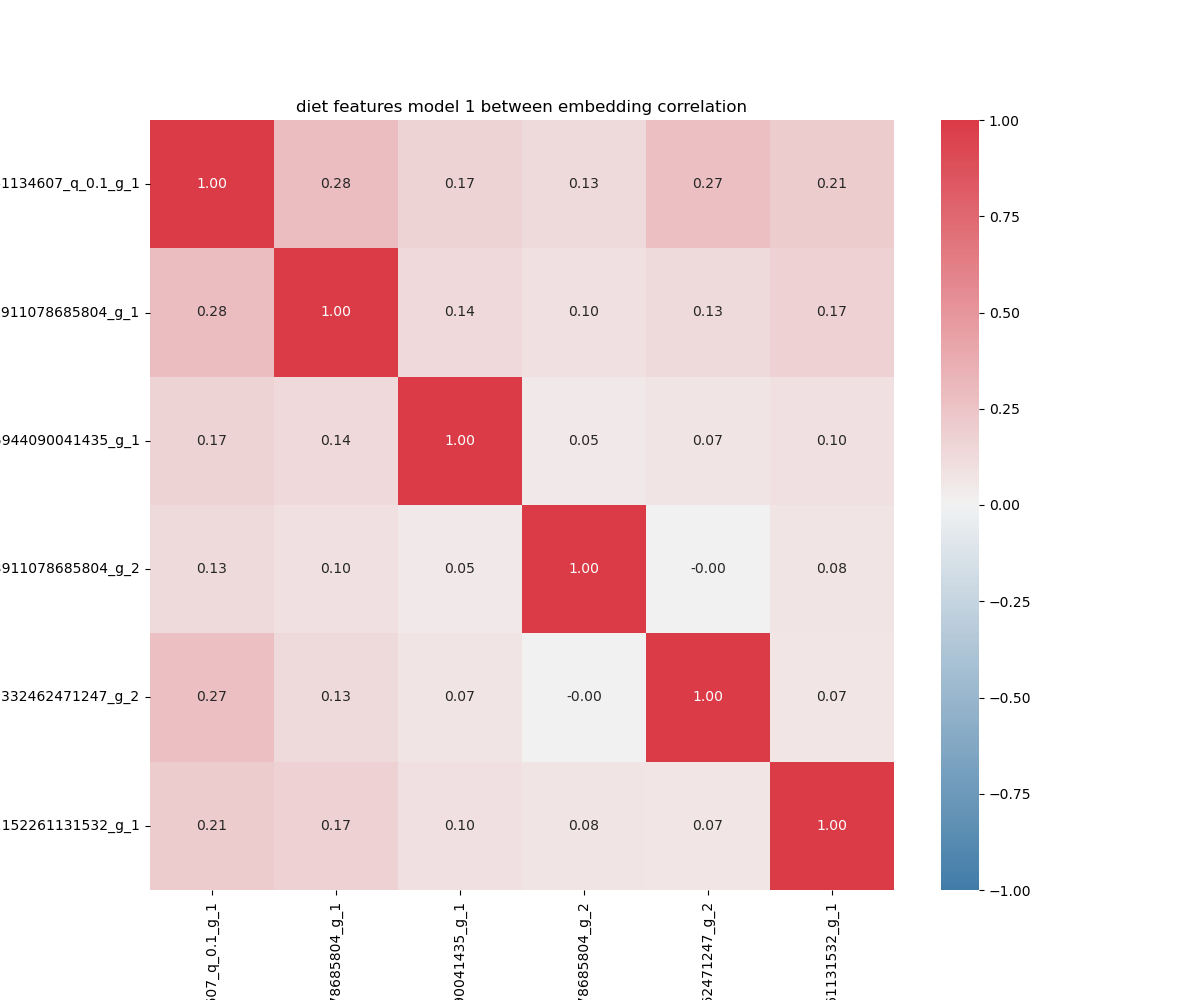 diet features model 1 between embedding correlation
1134607_q_0.1_g_1 1.00 0.28 0.17 0.13 0.27 0.21
911078685804_g_1 0.28 1.00 0.14 0.10 0.13 0.17
944090041435_g_1 0.17 0.14 1.00 0.05 0.07 0.10
911078685804_g_2 0.13 0.10 0.05 1.00 -0.00 0.08
332462471247_g_2 0.27 0.13 0.07 -0.00 1.00 0.07
152261131532_g_1 0.21 0.17 0.10 0.08 0.07 1.00
607_q_0.1_g_1
78685804_g_1
90041435_g_1
78685804_g_2
62471247_g_2
61131532_g_1
1.00
0.75
0.50
0.25
0.00
−0.25
−0.50
−0.75
−1.00